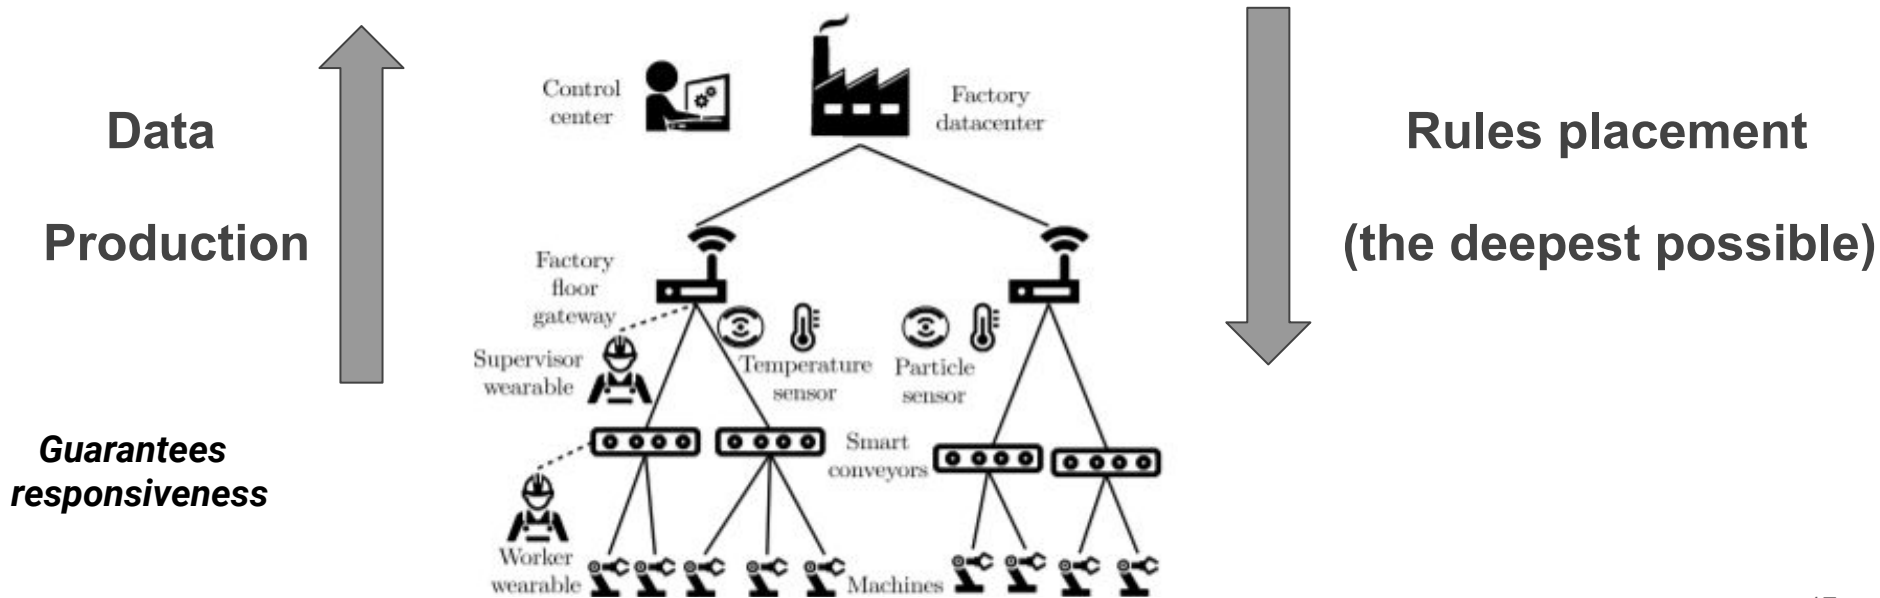 Data
Production
Guarantees
responsiveness
Control
center
Factory
datacenter
Factory
floor
gateway
Supervisor
wearable
Temperature
sensor
Particle
sensor
Smart
conveyors
Worker
wearable
Machines
Rules placement
(the deepest possible)